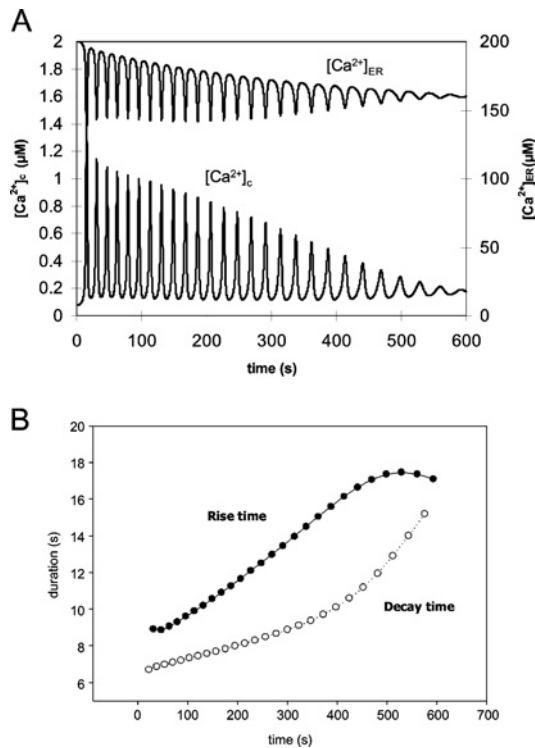 A
2
1.8
1.6
1.4
1.2
1
0.8
0.6
0.4
0.2
0
[Ca²⁺]c (µM)
[Ca²⁺]ER
[Ca²⁺]c
200
150
100
50
0
[Ca²⁺]ER(µM)
0 100 200 300 400 500 600
time (s)
B
20
18
16
14
12
10
8
6
duration (s)
Rise time
Decay time
0 100 200 300 400 500 600 700
time (s)